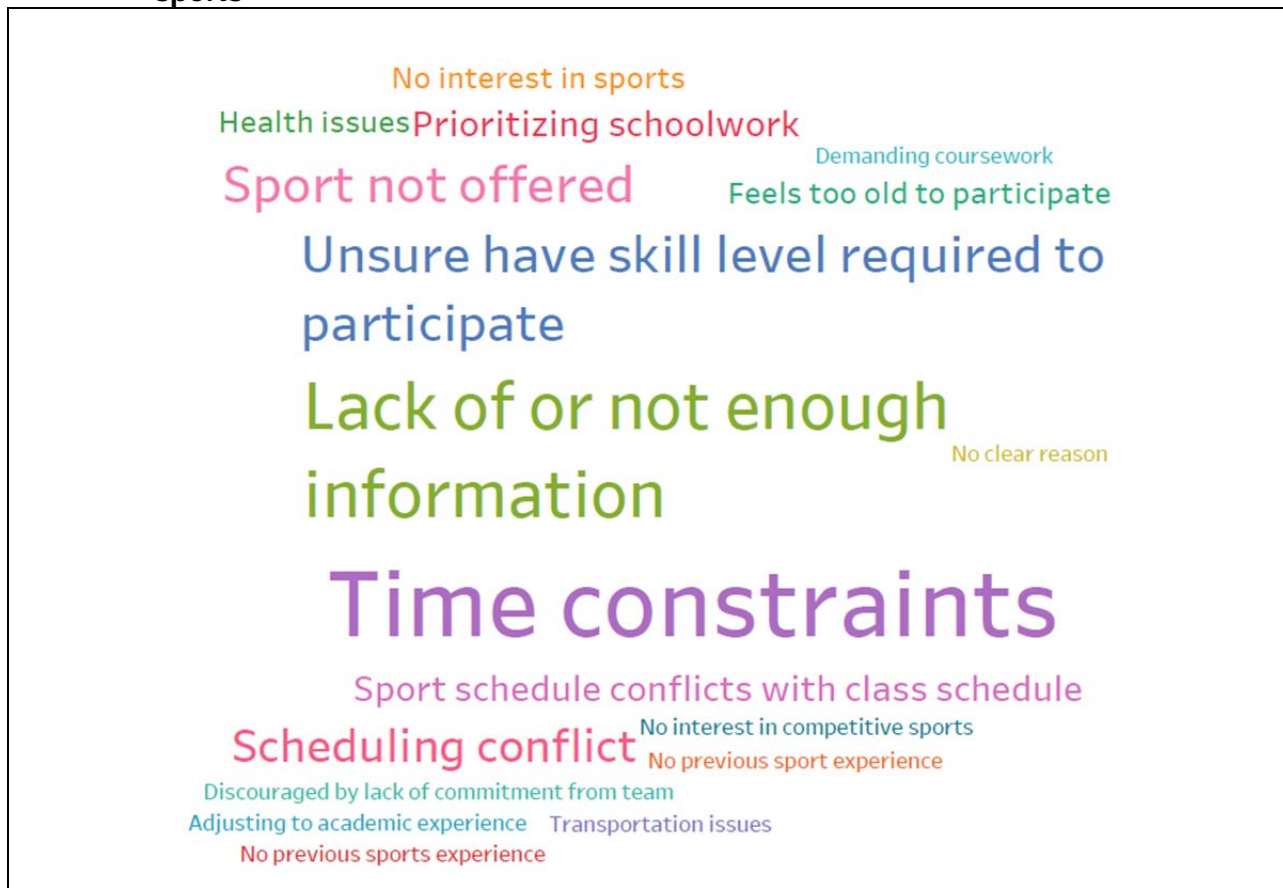 sports
No interest in sports
Health issues
Prioritizing schoolwork
Demanding coursework
Sport not offered
Feels too old to participate
Unsure have skill level required to
participate
Lack of or not enough
No clear reason
information
Time constraints
Sport schedule conflicts with class schedule
No interest in competitive sports
Scheduling conflict
No previous sport experience
Discouraged by lack of commitment from team
Adjusting to academic experience
Transportation issues
No previous sports experience